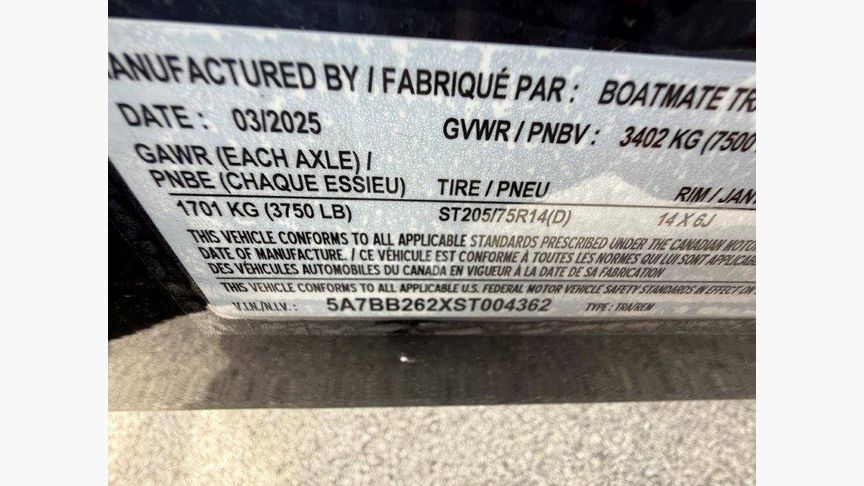 ANUFACTURED BY / FABRIQUÉ PAR : BOATMATE TRA
DATE : 03/2025 GVWR / PNBV : 3402 KG (7500
GAWR (EACH AXLE) /
PNBE (CHAQUE ESSIEU) TIRE / PNEU RIM / JAN
1701 KG (3750 LB) ST205/75R14(D) 14 X 6J
THIS VEHICLE CONFORMS TO ALL APPLICABLE STANDARDS PRESCRIBED UNDER THE CANADIAN MOTO
DATE OF MANUFACTURE. / CE VÉHICULE EST CONFORME À TOUTES LES NORMES QUI LUI SONT APPLICABL
DES VÉHICULES AUTOMOBILES DU CANADA EN VIGUEUR À LA DATE DE SA FABRICATION
THIS VEHICLE CONFORMS TO ALL APPLICABLE U.S. FEDERAL MOTOR VEHICLE SAFETY STANDARDS IN EFFECT ON
V.I.N./N.I.V.: 5A7BB262XST004362 TYPE: TRA/REM